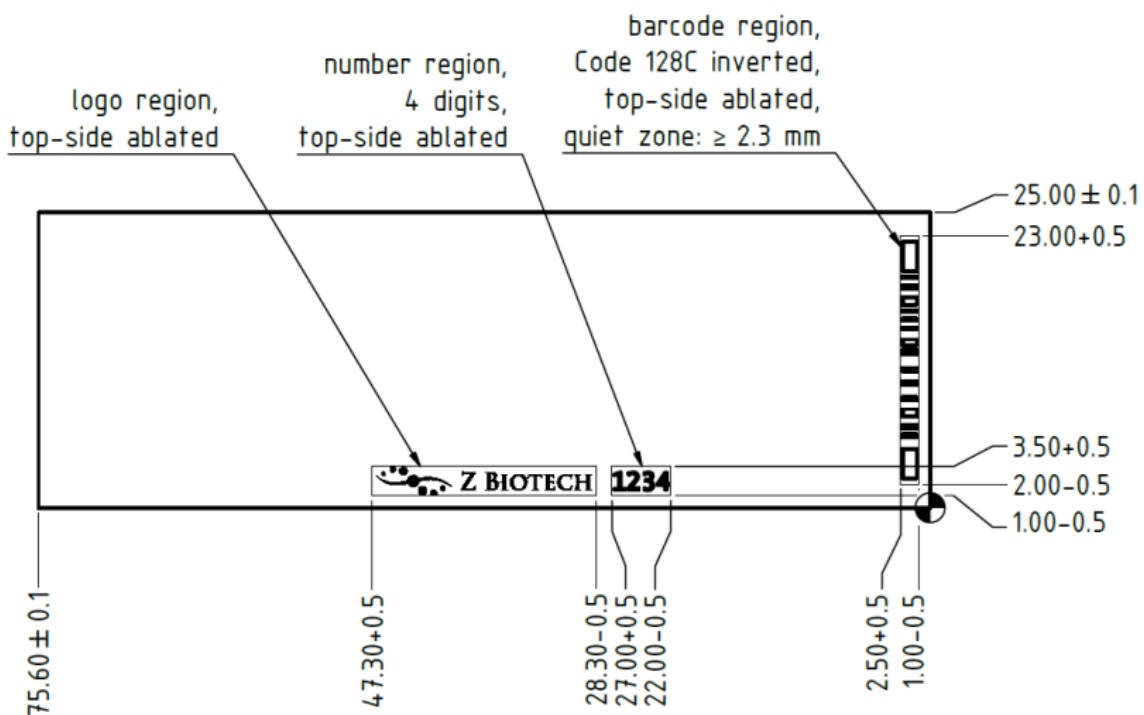 barcode region,
Code 128C inverted,
top-side ablated,
quiet zone: ≥ 2.3 mm
number region,
4 digits,
top-side ablated
logo region,
top-side ablated
25.00 ± 0.1
23.00+0.5
3.50+0.5
2.00-0.5
1.00-0.5
Z BIOTECH
1234
75.60 ± 0.1
47.30+0.5
28.30-0.5
27.00+0.5
22.00-0.5
2.50+0.5
1.00-0.5